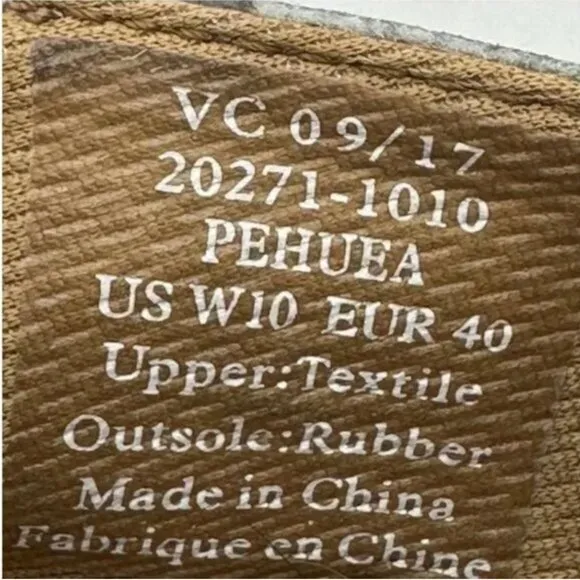 VC 09/17
20271-1010
PEHUEA
US W10 EUR 40
Upper:Textile
Outsole:Rubber
Made in China
Fabrique en Chine